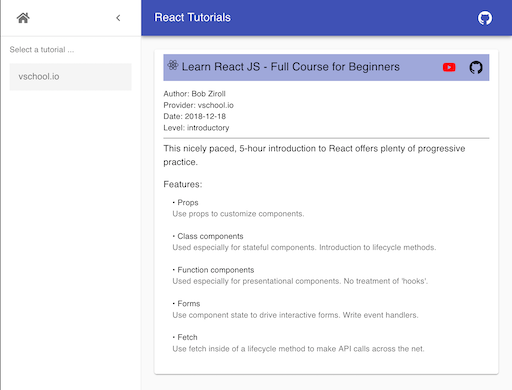 React Tutorials
Select a tutorial ...
vschool.io
Learn React JS - Full Course for Beginners
Author: Bob Ziroll
Provider: vschool.io
Date: 2018-12-18
Level: introductory
This nicely paced, 5-hour introduction to React offers plenty of progressive
practice.
Features:
• Props
Use props to customize components.
• Class components
Used especially for stateful components. Introduction to lifecycle methods.
• Function components
Used especially for presentational components. No treatment of 'hooks'.
• Forms
Use component state to drive interactive forms. Write event handlers.
• Fetch
Use fetch inside of a lifecycle method to make API calls across the net.